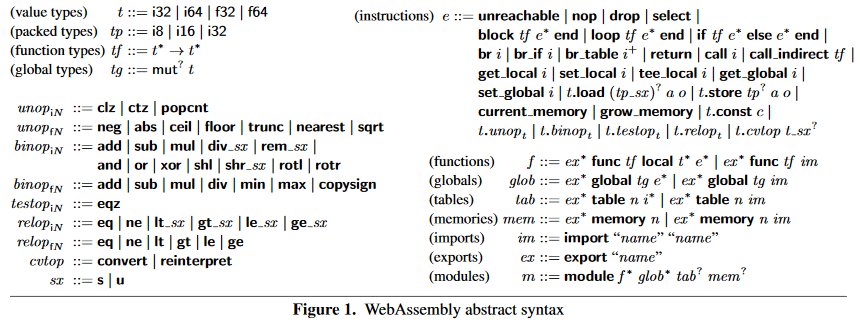 (value types) t ::= i32 | i64 | f32 | f64
(packed types) tp ::= i8 | i16 | i32
(function types) tf ::= t* → t*
(global types) tg ::= mut? t
unop_iN ::= clz | ctz | popcnt
unop_fN ::= neg | abs | ceil | floor | trunc | nearest | sqrt
binop_iN ::= add | sub | mul | div_sx | rem_sx |
and | or | xor | shl | shr_sx | rotl | rotr
binop_fN ::= add | sub | mul | div | min | max | copysign
testop_iN ::= eqz
relop_iN ::= eq | ne | lt_sx | gt_sx | le_sx | ge_sx
relop_fN ::= eq | ne | lt | gt | le | ge
cvtop ::= convert | reinterpret
sx ::= s | u
(instructions) e ::= unreachable | nop | drop | select |
block tf e* end | loop tf e* end | if tf e* else e* end |
br i | br_if i | br_table i+ | return | call i | call_indirect tf |
get_local i | set_local i | tee_local i | get_global i |
set_global i | t.load (tp_sx)? a o | t.store tp? a o |
current_memory | grow_memory | t.const c |
t.unop_t | t.binop_t | t.testop_t | t.relop_t | t.cvtop t_sx?
(functions) f ::= ex* func tf local t* e* | ex* func tf im
(globals) glob ::= ex* global tg e* | ex* global tg im
(tables) tab ::= ex* table n i* | ex* table n im
(memories) mem ::= ex* memory n | ex* memory n im
(imports) im ::= import “name” “name”
(exports) ex ::= export “name”
(modules) m ::= module f* glob* tab? mem?
Figure 1. WebAssembly abstract syntax